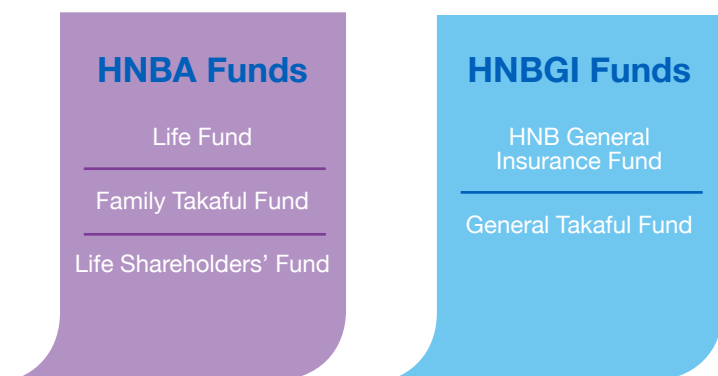 HNBA Funds
Life Fund
Family Takaful Fund
Life Shareholders’ Fund
HNBGI Funds
HNB General
Insurance Fund
General Takaful Fund